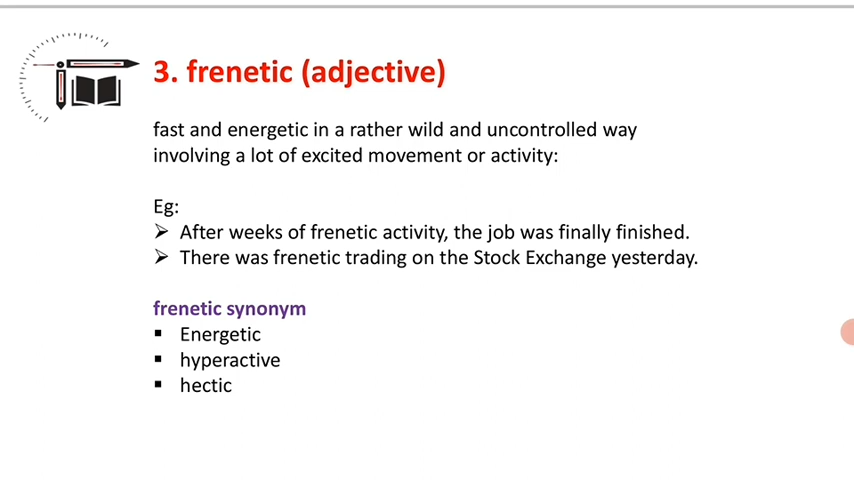 3. frenetic (adjective)
fast and energetic in a rather wild and uncontrolled way
involving a lot of excited movement or activity:
Eg:
➢ After weeks of frenetic activity, the job was finally finished.
➢ There was frenetic trading on the Stock Exchange yesterday.
frenetic synonym
▪ Energetic
▪ hyperactive
▪ hectic